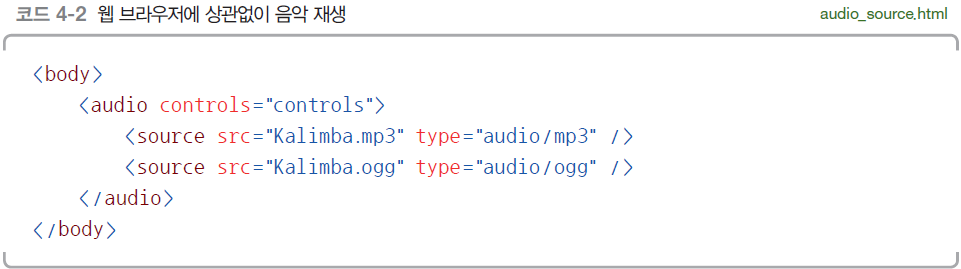 코드 4-2 웹 브라우저에 상관없이 음악 재생 audio_source.html
<body>
<audio controls="controls">
<source src="Kalimba.mp3" type="audio/mp3" />
<source src="Kalimba.ogg" type="audio/ogg" />
</audio>
</body>